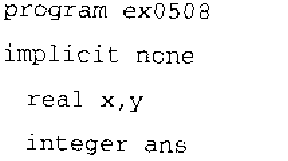 program ex0508
implicit none
real x,y
integer ans